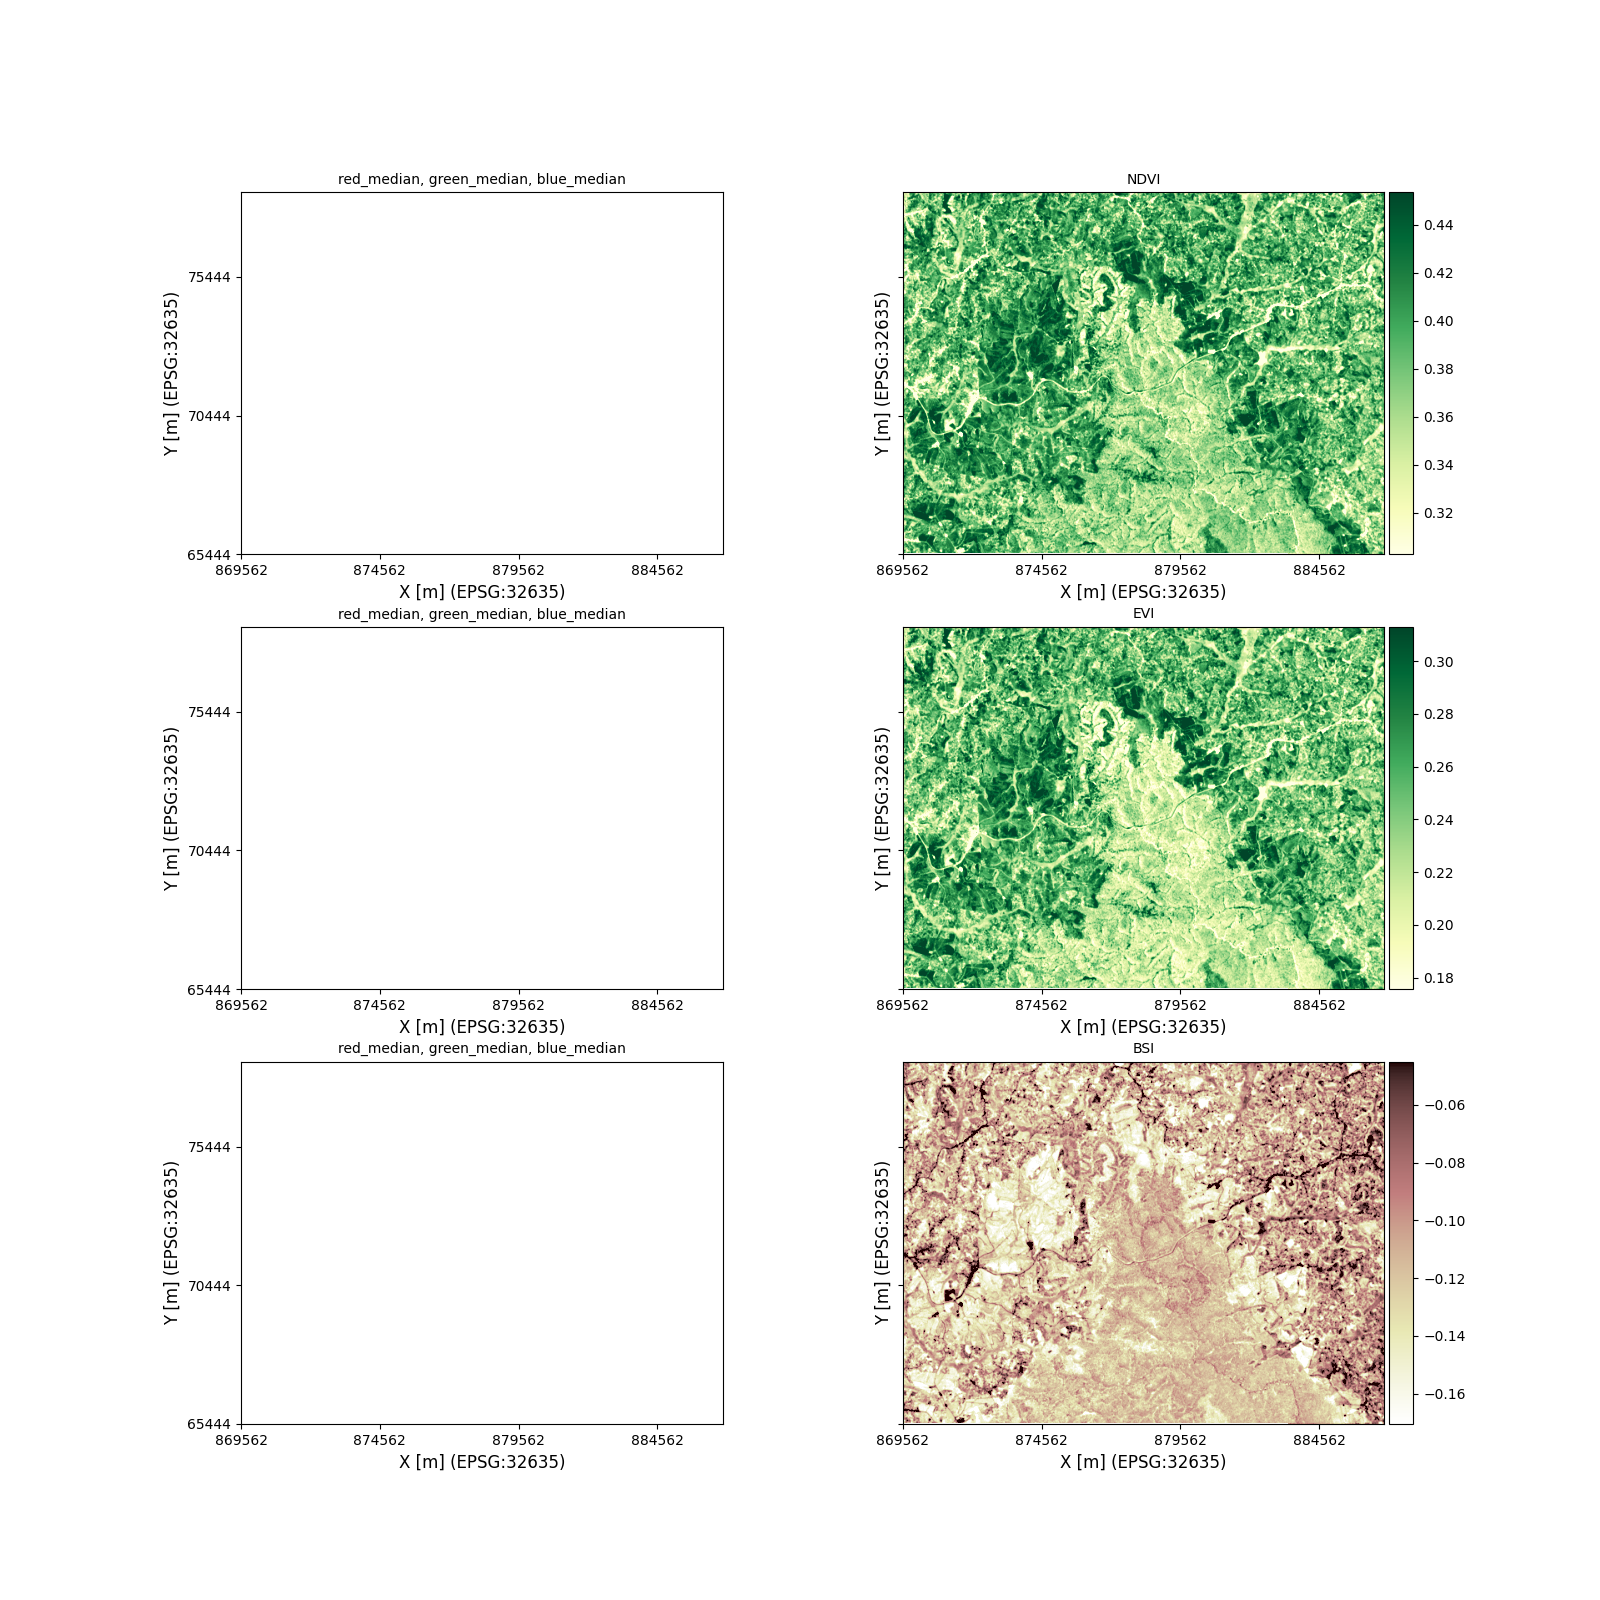 red_median, green_median, blue_median
75444
70444
65444
Y [m] (EPSG:32635)
869562 874562 879562 884562
X [m] (EPSG:32635)
NDVI
Y [m] (EPSG:32635)
869562 874562 879562 884562
X [m] (EPSG:32635)
0.44
0.42
0.40
0.38
0.36
0.34
0.32
red_median, green_median, blue_median
75444
70444
65444
Y [m] (EPSG:32635)
869562 874562 879562 884562
X [m] (EPSG:32635)
EVI
Y [m] (EPSG:32635)
869562 874562 879562 884562
X [m] (EPSG:32635)
0.30
0.28
0.26
0.24
0.22
0.20
0.18
red_median, green_median, blue_median
75444
70444
65444
Y [m] (EPSG:32635)
869562 874562 879562 884562
X [m] (EPSG:32635)
BSI
Y [m] (EPSG:32635)
869562 874562 879562 884562
X [m] (EPSG:32635)
−0.06
−0.08
−0.10
−0.12
−0.14
−0.16